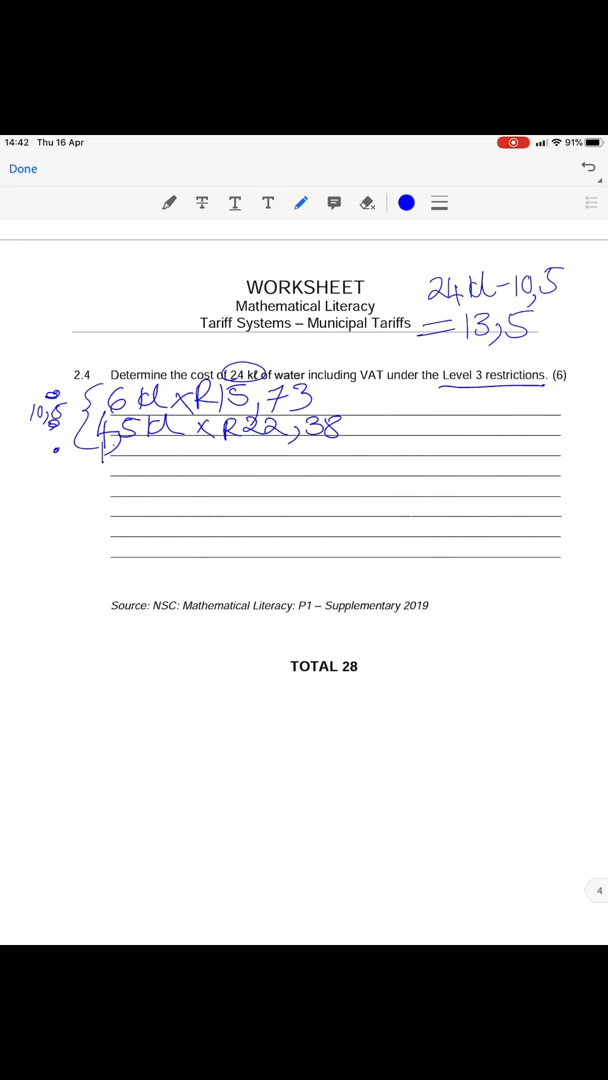 14:42 Thu 16 Apr
91%
Done
WORKSHEET
Mathematical Literacy
Tariff Systems – Municipal Tariffs
24 kl - 10,5
= 13,5
2.4 Determine the cost of 24 kℓ of water including VAT under the Level 3 restrictions. (6)
6 kl x R15,73
10,5
4,5 kl x R22,38
Source: NSC: Mathematical Literacy: P1 – Supplementary 2019
TOTAL 28
4